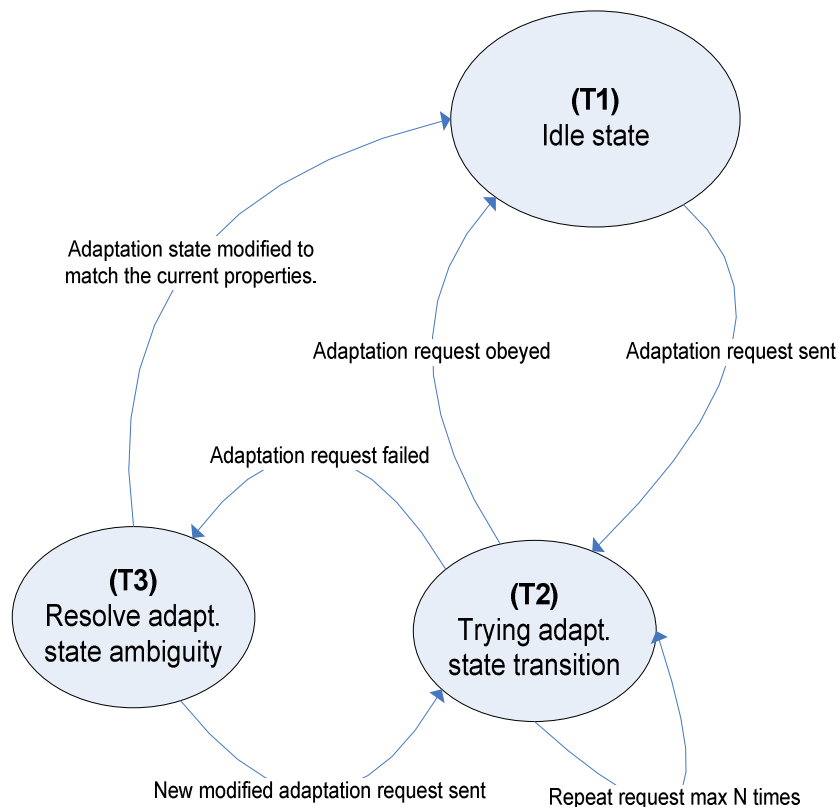 (T1)
Idle state
Adaptation state modified to
match the current properties.
Adaptation request obeyed
Adaptation request sent
Adaptation request failed
(T3)
Resolve adapt.
state ambiguity
(T2)
Trying adapt.
state transition
New modified adaptation request sent
Repeat request max N times